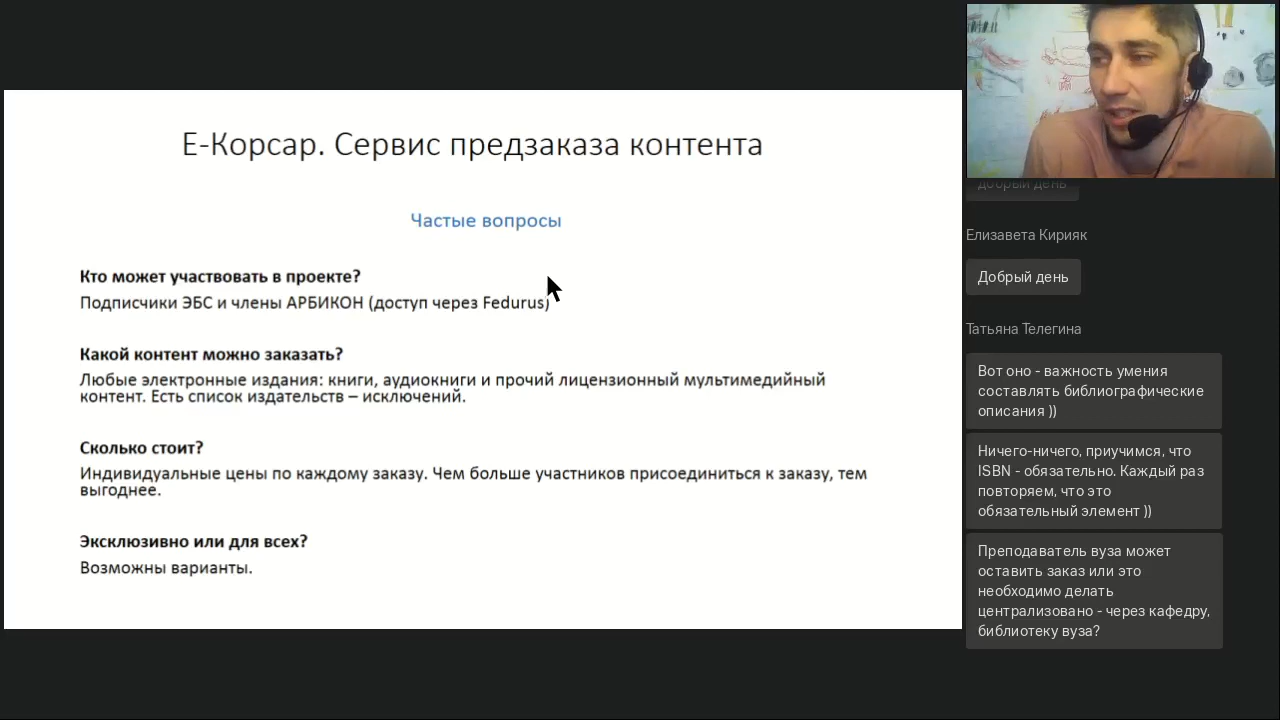 Е-Корсар. Сервис предзаказа контента
Частые вопросы
Кто может участвовать в проекте?
Подписчики ЭБС и члены АРБИКОН (доступ через Fedurus)
Какой контент можно заказать?
Любые электронные издания: книги, аудиокниги и прочий лицензионный мультимедийный
контент. Есть список издательств – исключений.
Сколько стоит?
Индивидуальные цены по каждому заказу. Чем больше участников присоединиться к заказу, тем
выгоднее.
Эксклюзивно или для всех?
Возможны варианты.
добрый день
Елизавета Кирияк
Добрый день
Татьяна Телегина
Вот оно - важность умения
составлять библиографические
описания ))
Ничего-ничего, приучимся, что
ISBN - обязательно. Каждый раз
повторяем, что это
обязательный элемент ))
Преподаватель вуза может
оставить заказ или это
необходимо делать
централизовано - через кафедру,
библиотеку вуза?